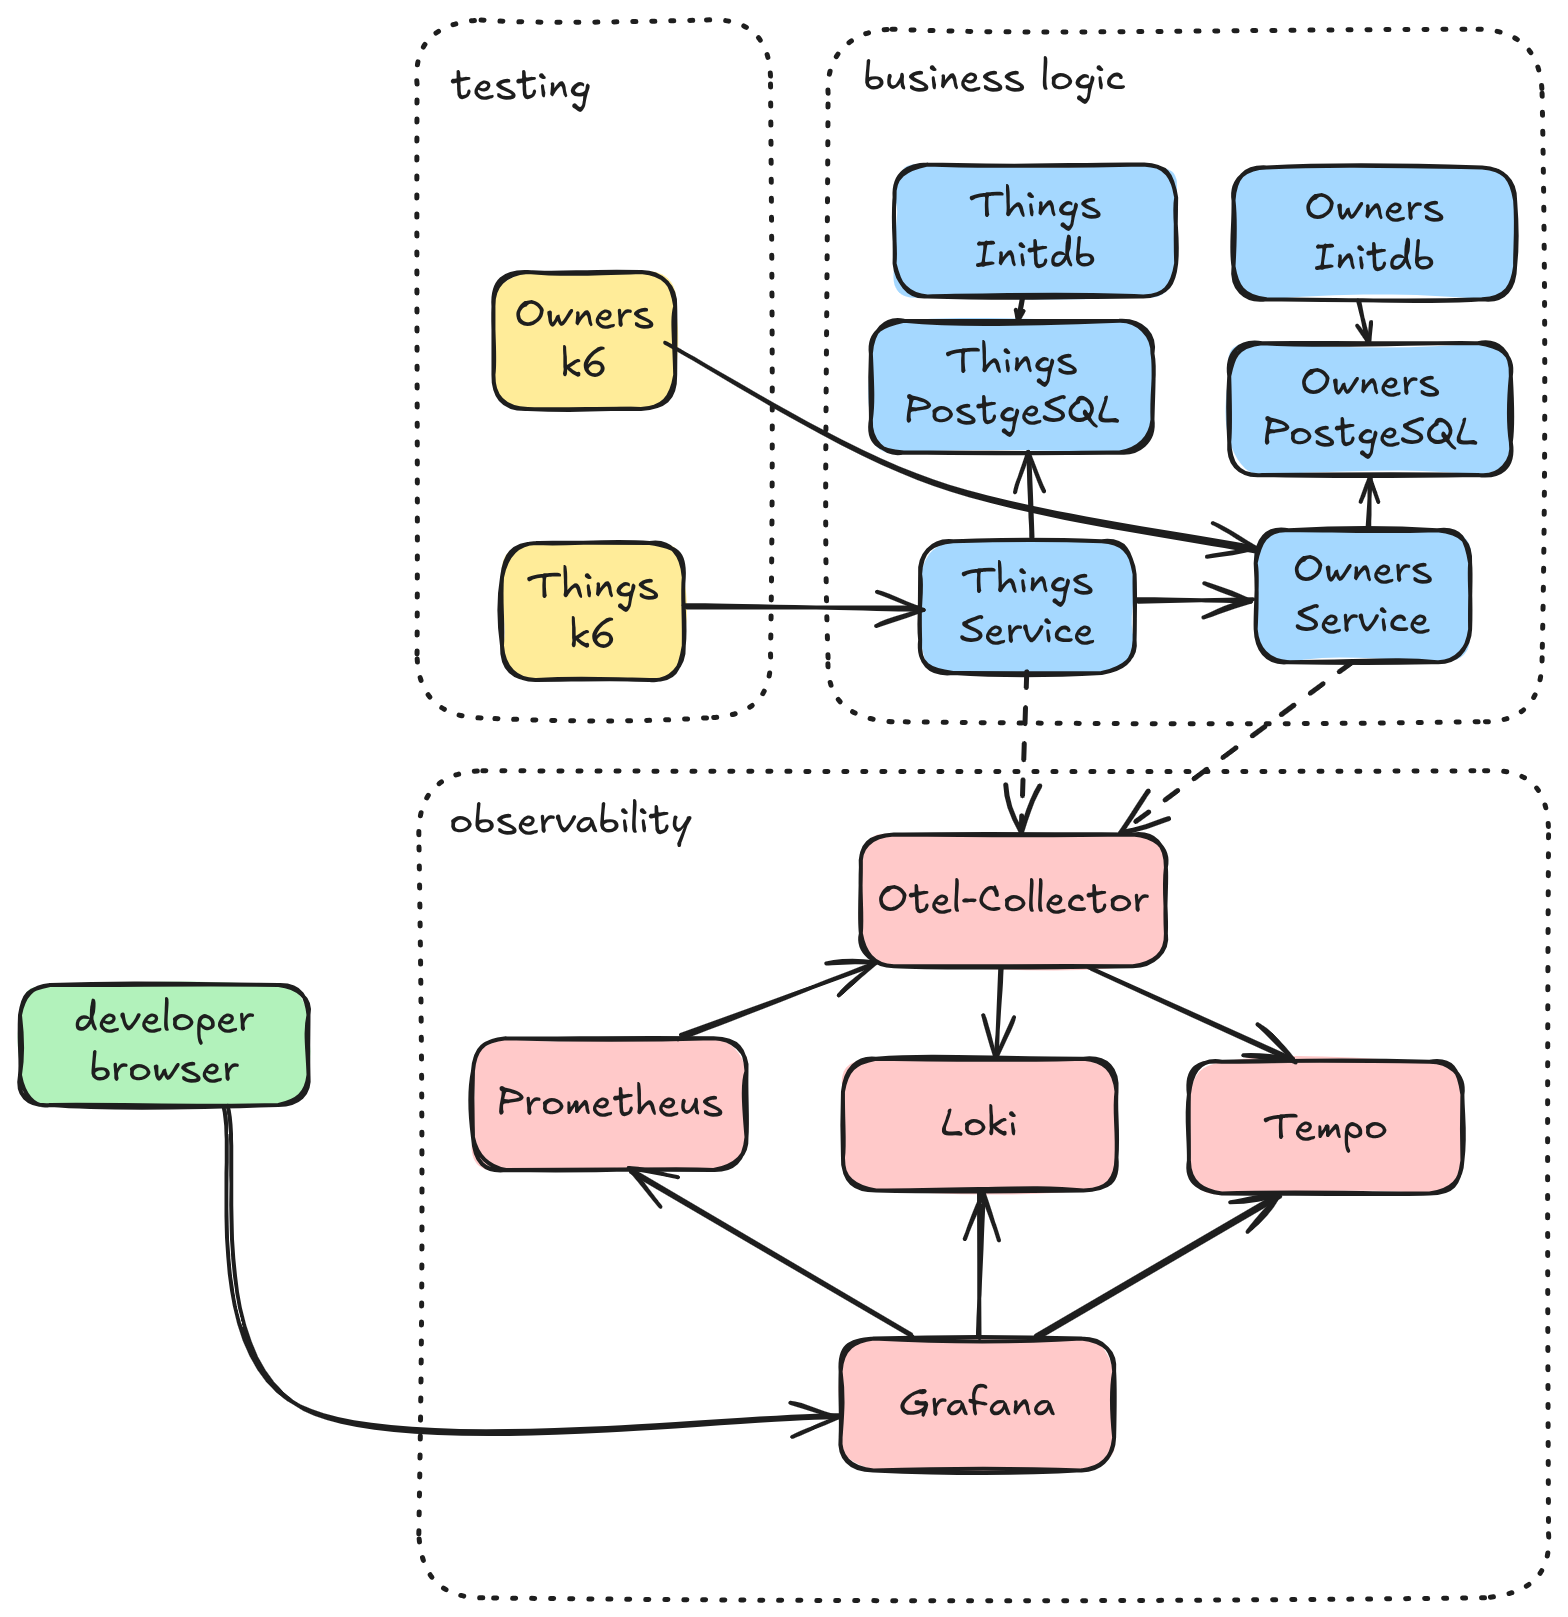 testing
business logic
Things
Initdb
Owners
Initdb
Owners
k6
Things
PostgeSQL
Owners
PostgeSQL
Things
k6
Things
Service
Owners
Service
observability
Otel-Collector
developer
browser
Prometheus
Loki
Tempo
Grafana